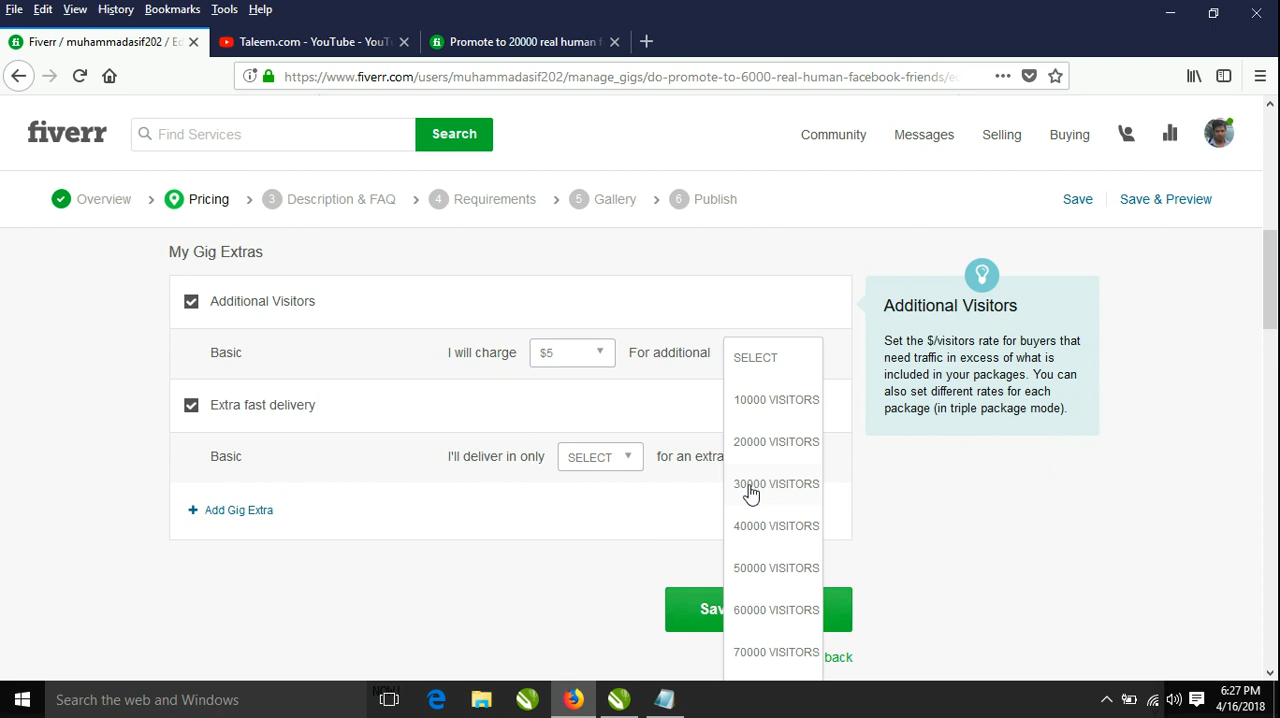 File Edit View History Bookmarks Tools Help
Fiverr / muhammadasif202 / Ed
Taleem.com - YouTube - YouT
Promote to 20000 real human f
https://www.fiverr.com/users/muhammadasif202/manage_gigs/do-promote-to-6000-real-human-facebook-friends/ec
fiverr
Find Services
Search
Community
Messages
Selling
Buying
Overview
Pricing
3 Description & FAQ
4 Requirements
5 Gallery
6 Publish
Save
Save & Preview
My Gig Extras
Additional Visitors
Basic
I will charge
$5
For additional
SELECT
10000 VISITORS
20000 VISITORS
30000 VISITORS
40000 VISITORS
50000 VISITORS
60000 VISITORS
70000 VISITORS
Extra fast delivery
Basic
I'll deliver in only
SELECT
for an extra
+ Add Gig Extra
Sav
back
Additional Visitors
Set the $/visitors rate for buyers that
need traffic in excess of what is
included in your packages. You can
also set different rates for each
package (in triple package mode).
Search the web and Windows
6:27 PM
4/16/2018